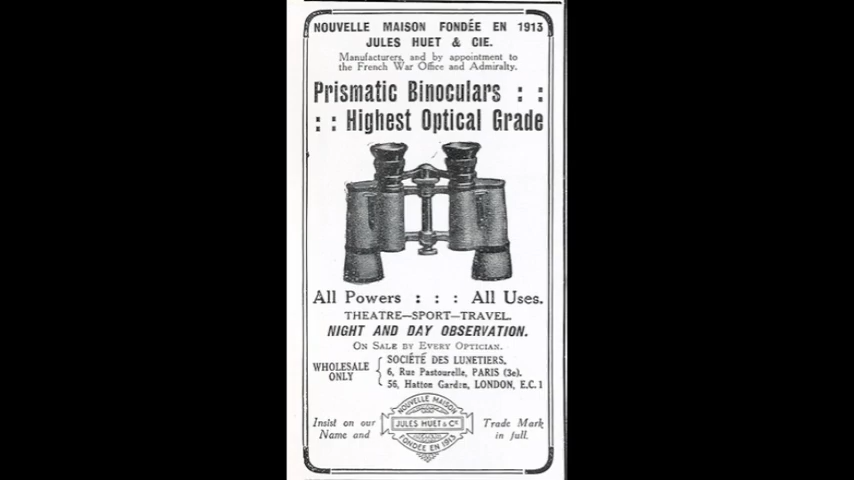 NOUVELLE MAISON FONDÉE EN 1913
JULES HUET & CIE.
Manufacturers, and by appointment to
the French War Office and Admiralty.
Prismatic Binoculars : :
: : Highest Optical Grade
All Powers : : : All Uses.
THEATRE—SPORT—TRAVEL.
NIGHT AND DAY OBSERVATION.
ON SALE BY EVERY OPTICIAN.
WHOLESALE ONLY
SOCIÉTÉ DES LUNETIERS,
6, Rue Pastourelle, PARIS (3e).
56, Hatton Garden, LONDON, E.C.1
Insist on our
Name and
NOUVELLE MAISON
JULES HUET & CIE
FONDÉE EN 1913
Trade Mark
in full.